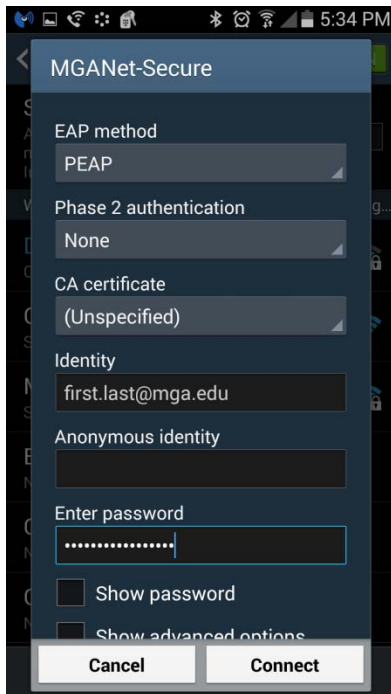 5:34 PM
MGANet-Secure
EAP method
PEAP
Phase 2 authentication
None
CA certificate
(Unspecified)
Identity
first.last@mga.edu
Anonymous identity
Enter password
•••••••••••••••••
Show password
Show advanced options
Cancel
Connect